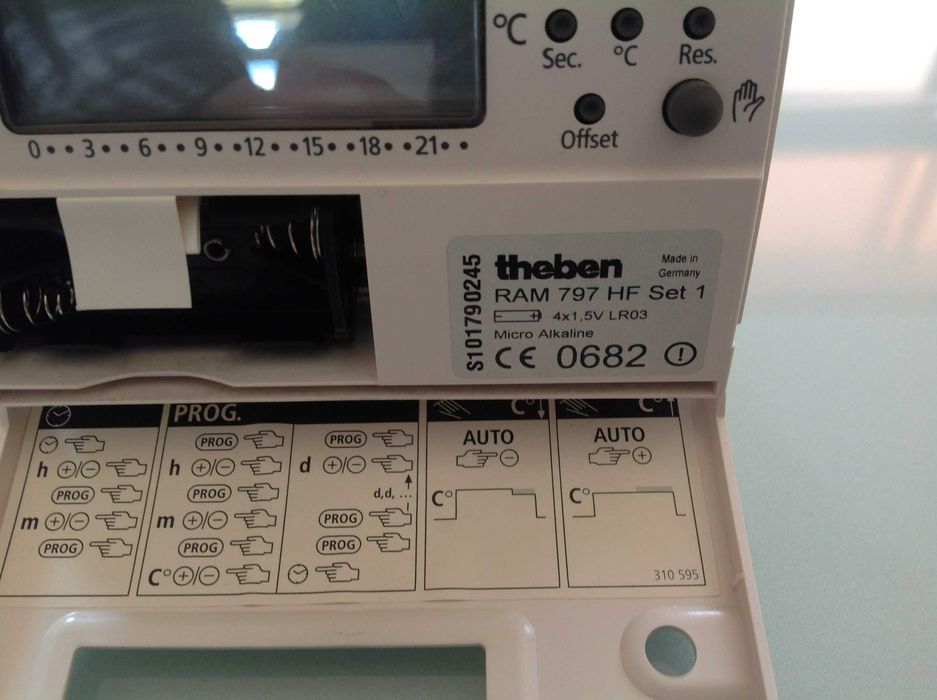 °C
Sec.
°C
Res.
Offset
0 • • 3 • • 6 • • 9 • • 12 • • 15 • • 18 • • 21 • •
S101790245
theben
Made in
Germany
RAM 797 HF Set 1
4x1,5V LR03
Micro Alkaline
CE 0682
h +/-
PROG
m +/-
PROG
PROG.
PROG
h +/-
PROG
m +/-
PROG
C° +/-
PROG
d +/-
d,d, ...
PROG
PROG
C°
AUTO
-
C°
C°
AUTO
+
C°
310 595